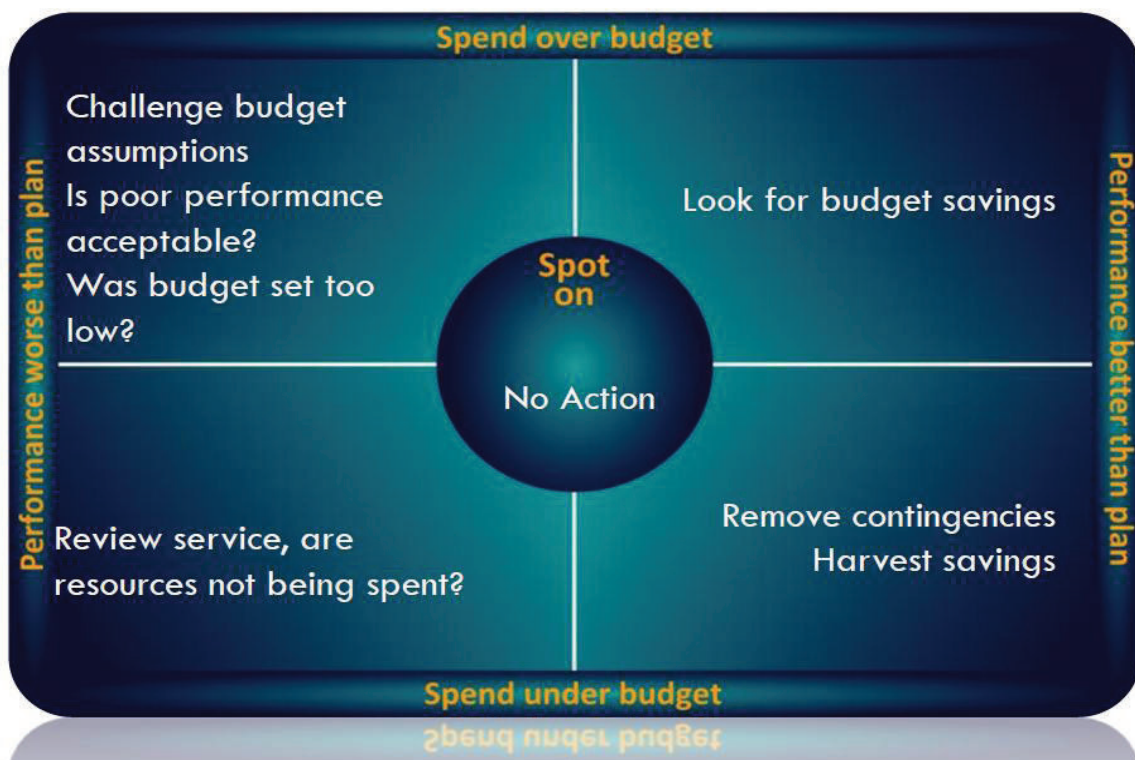 Spend over budget
Performance worse than plan
Challenge budget
assumptions
Is poor performance
acceptable?
Was budget set too
low?
Look for budget savings
Performance better than plan
Spot
on
No Action
Review service, are
resources not being spent?
Remove contingencies
Harvest savings
Spend under budget